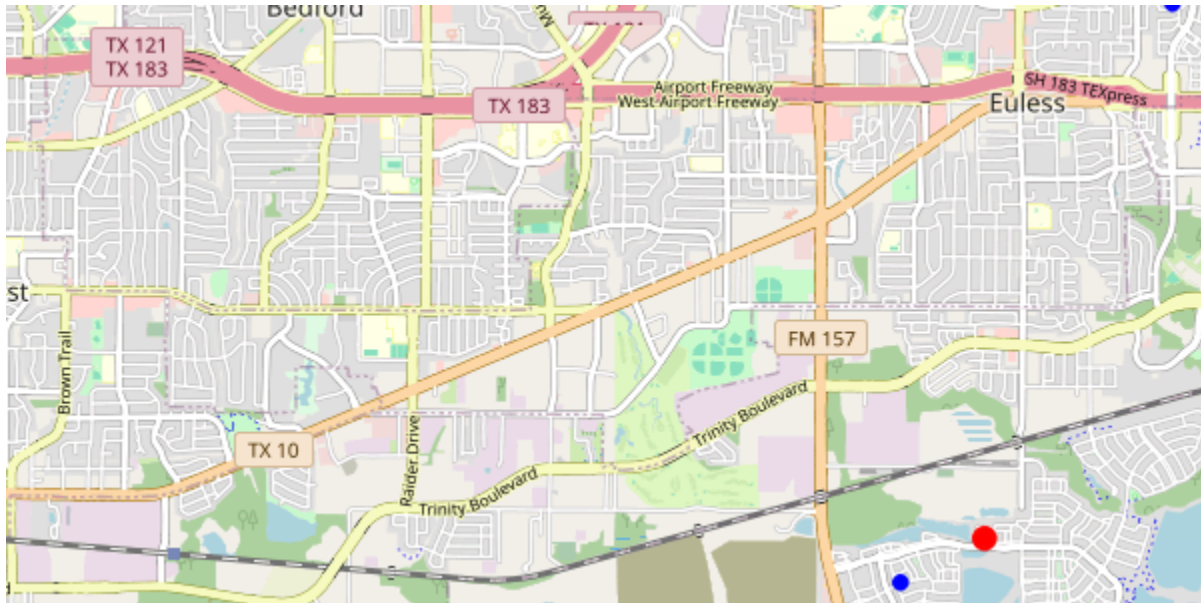 Bedford
TX 121
TX 183
TX 183
Airport Freeway
West Airport Freeway
SH 183 TEXpress
Euless
st
FM 157
Brown Trail
TX 10
Raider Drive
Trinity Boulevard
Trinity Boulevard